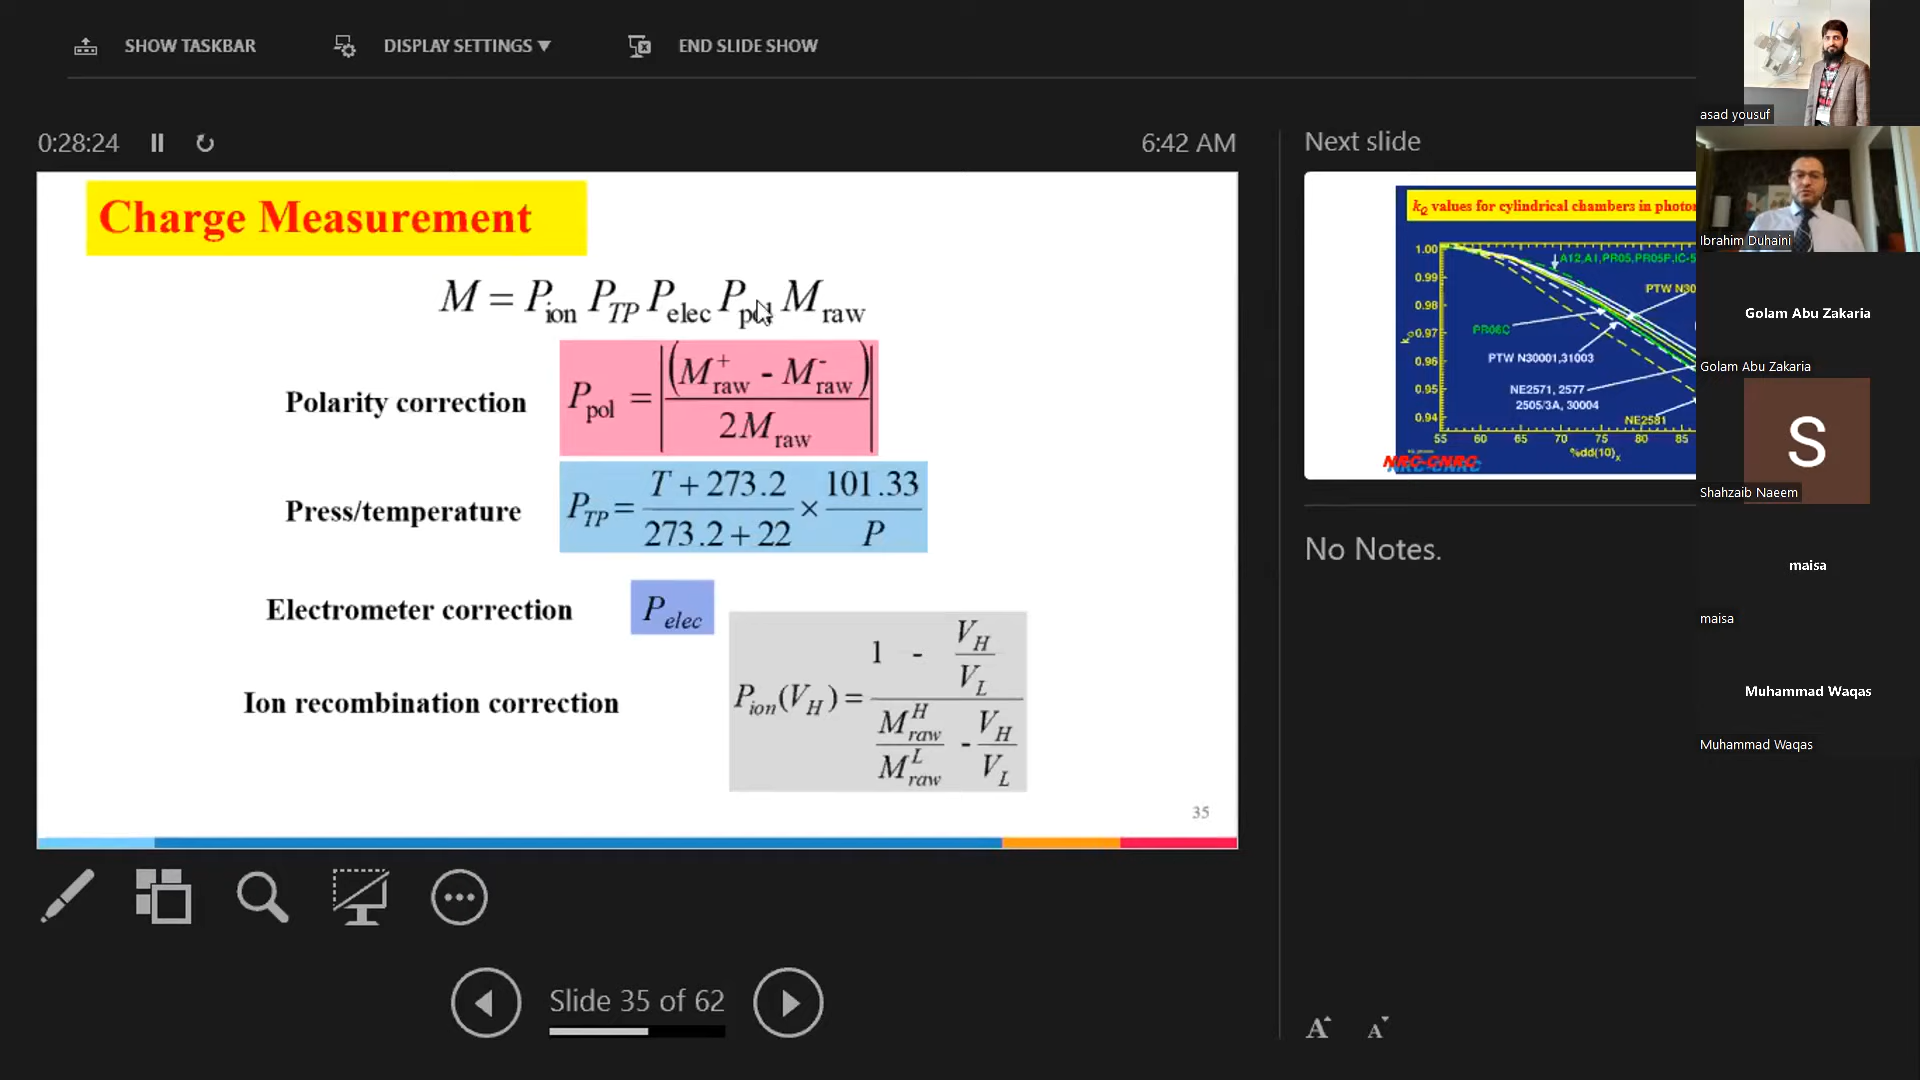 SHOW TASKBAR
DISPLAY SETTINGS ▼
END SLIDE SHOW
0:28:24
6:42 AM
Charge Measurement
M = P_ion P_TP P_elec P_pol M_raw
Polarity correction
P_pol = |(M^+_raw - M^-_raw) / 2M_raw|
Press/temperature
P_TP = (T + 273.2) / (273.2 + 22) × 101.33 / P
Electrometer correction
P_elec
Ion recombination correction
P_ion(V_H) = (1 - V_H / V_L) / (M^H_raw / M^L_raw - V_H / V_L)
35
Slide 35 of 62
Next slide
k_Q values for cylindrical chambers in
1.00
0.99
0.98
0.97
0.96
0.95
0.94
k_Q
A12,A1,PR05,PR05P,IC-5
PTW
PR06C
PTW N30001,31003
NE2571, 2577
2505/3A, 30004
NE2581
55 60 65 70 75 80 85
%dd(10)_x
NRC-CNRC
No Notes.
A A
asad yousuf
Ibrahim Duhaini
Golam Abu Zakaria
Golam Abu Zakaria
S
Shahzaib Naeem
maisa
maisa
Muhammad Waqas
Muhammad Waqas